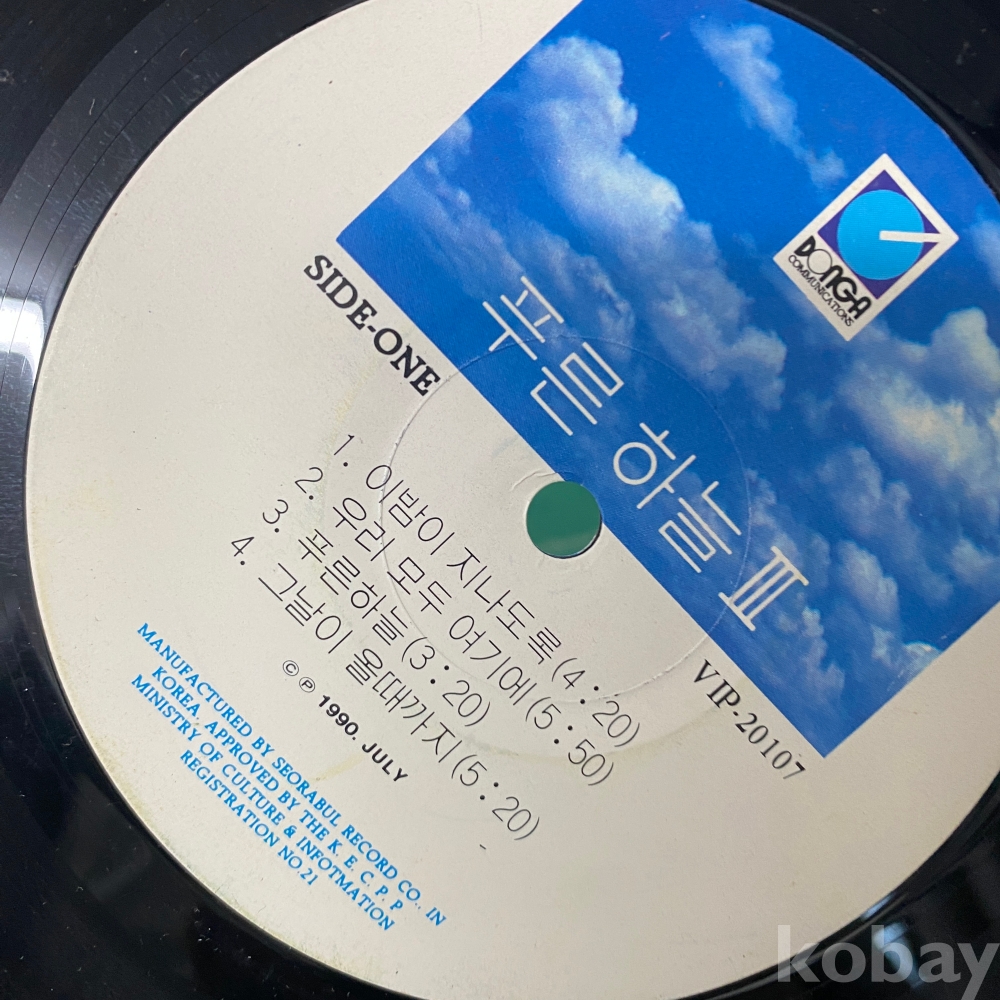 DONGA
COMMUNICATIONS
푸른하늘 III
SIDE-ONE
VIP-20107
1. 이밤이 지나도록 (4:20)
2. 우리 모두 여기에 (5:50)
3. 푸른하늘 (3:20)
4. 그날이 올때가지 (5:20)
© ℗ 1990. JULY
MANUFACTURED BY SEORABUL RECORD CO., IN
KOREA, APPROVED BY THE K. E. C. P. P
MINISTRY OF CULTURE & INFOTMATION
REGISTRATION NO.21
kobay